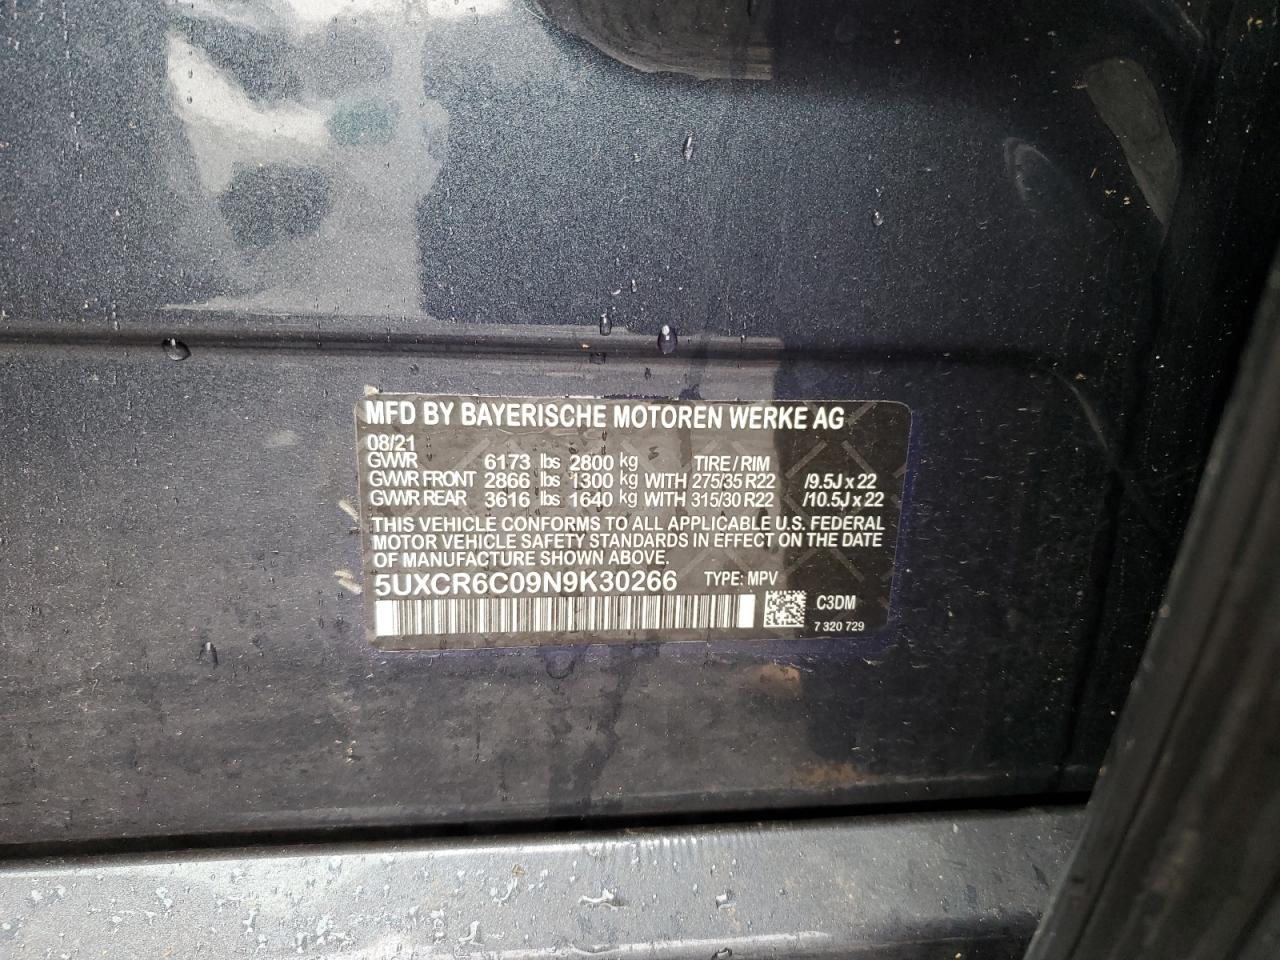 MFD BY BAYERISCHE MOTOREN WERKE AG
08/21
GWWR 6173 lbs 2800 kg TIRE/RIM
GWWR FRONT 2866 lbs 1300 kg WITH 275/35 R22 /9.5J x 22
GWWR REAR 3616 lbs 1640 kg WITH 315/30 R22 /10.5J x 22
THIS VEHICLE CONFORMS TO ALL APPLICABLE U.S. FEDERAL
MOTOR VEHICLE SAFETY STANDARDS IN EFFECT ON THE DATE
OF MANUFACTURE SHOWN ABOVE.
5UXCR6C09N9K30266 TYPE: MPV
C3DM
7 320 729